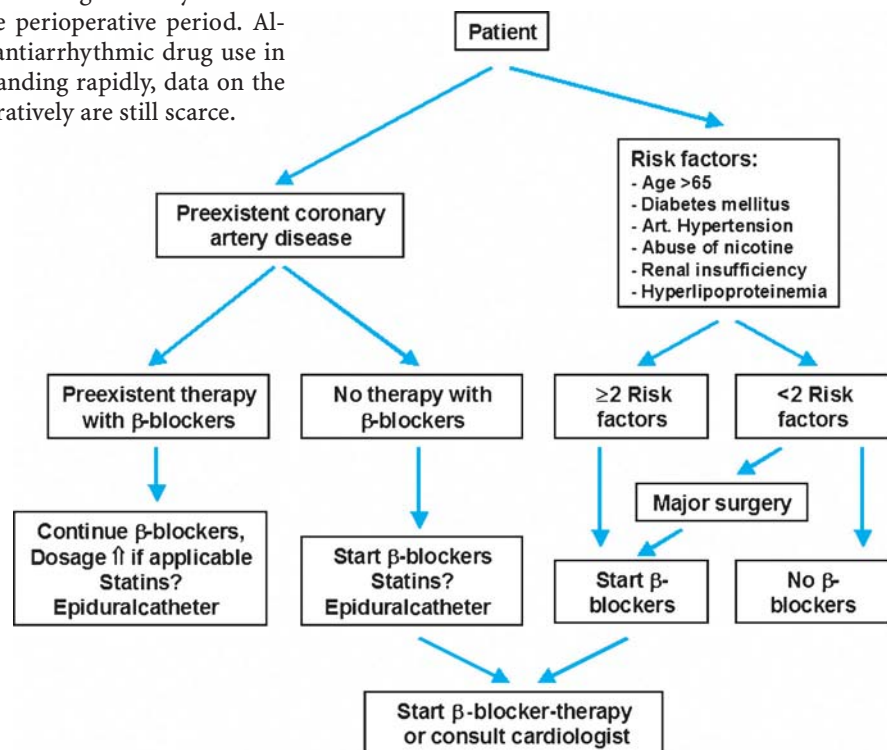 e perioperative period. Al-
antiarrhythmic drug use in
anding rapidly, data on the
ratively are still scarce.
Patient
Preexistent coronary
artery disease
Risk factors:
- Age >65
- Diabetes mellitus
- Art. Hypertension
- Abuse of nicotine
- Renal insufficiency
- Hyperlipoproteinemia
Preexistent therapy
with β-blockers
No therapy with
β-blockers
≥2 Risk
factors
<2 Risk
factors
Major surgery
Continue β-blockers,
Dosage ⇑ if applicable
Statins?
Epiduralcatheter
Start β-blockers
Statins?
Epiduralcatheter
Start β-
blockers
No β-
blockers
Start β-blocker-therapy
or consult cardiologist